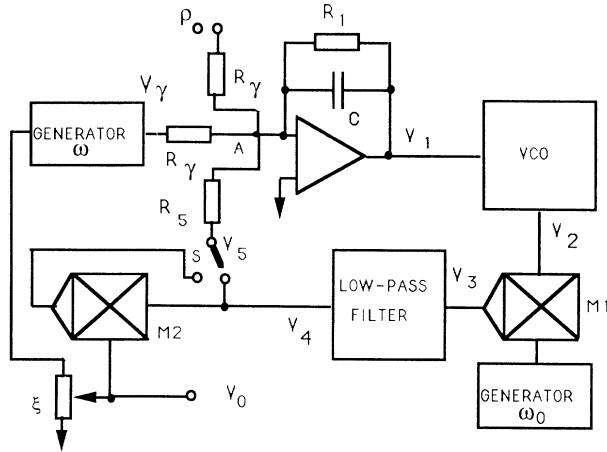 ρ
R1
Rγ
Vγ
C
GENERATOR
ω
A
V1
VCO
Rγ
R5
V2
S
V5
LOW-PASS
FILTER
V3
M1
M2
V4
GENERATOR
ω0
ξ
V0